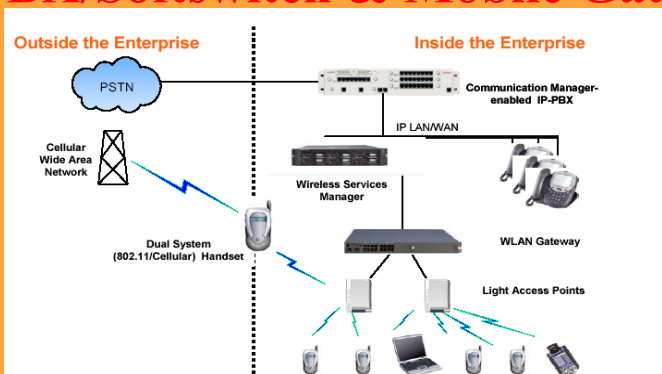 Outside the Enterprise
Inside the Enterprise
PSTN
Communication Manager-
enabled IP-PBX
IP LAN/WAN
Cellular
Wide Area
Network
Wireless Services
Manager
Dual System
(802.11/Cellular) Handset
WLAN Gateway
Light Access Points